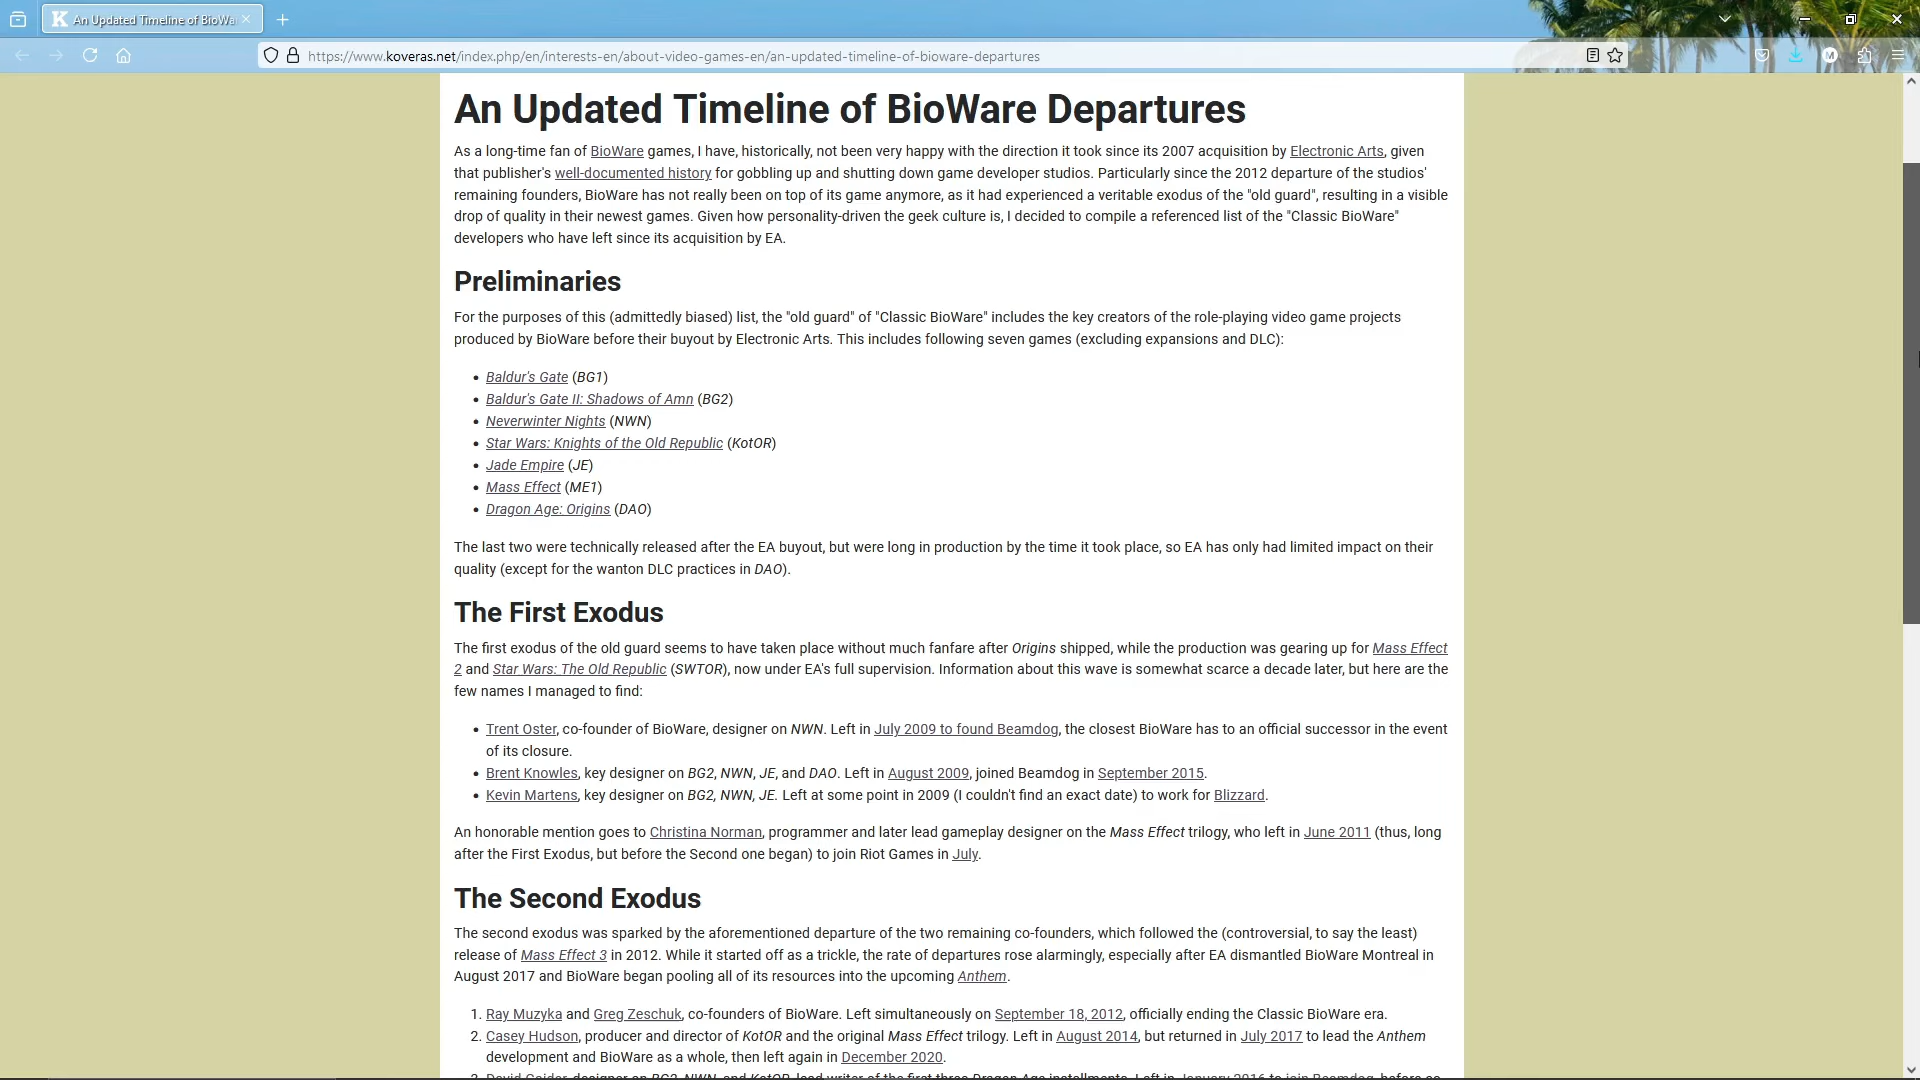 An Updated Timeline of BioWa
https://www.koveras.net/index.php/en/interests-en/about-video-games-en/an-updated-timeline-of-bioware-departures
M
An Updated Timeline of BioWare Departures
As a long-time fan of BioWare games, I have, historically, not been very happy with the direction it took since its 2007 acquisition by Electronic Arts, given
that publisher's well-documented history for gobbling up and shutting down game developer studios. Particularly since the 2012 departure of the studios'
remaining founders, BioWare has not really been on top of its game anymore, as it had experienced a veritable exodus of the "old guard", resulting in a visible
drop of quality in their newest games. Given how personality-driven the geek culture is, I decided to compile a referenced list of the "Classic BioWare"
developers who have left since its acquisition by EA.
Preliminaries
For the purposes of this (admittedly biased) list, the "old guard" of "Classic BioWare" includes the key creators of the role-playing video game projects
produced by BioWare before their buyout by Electronic Arts. This includes following seven games (excluding expansions and DLC):
• Baldur's Gate (BG1)
• Baldur's Gate II: Shadows of Amn (BG2)
• Neverwinter Nights (NWN)
• Star Wars: Knights of the Old Republic (KotOR)
• Jade Empire (JE)
• Mass Effect (ME1)
• Dragon Age: Origins (DAO)
The last two were technically released after the EA buyout, but were long in production by the time it took place, so EA has only had limited impact on their
quality (except for the wanton DLC practices in DAO).
The First Exodus
The first exodus of the old guard seems to have taken place without much fanfare after Origins shipped, while the production was gearing up for Mass Effect
2 and Star Wars: The Old Republic (SWTOR), now under EA's full supervision. Information about this wave is somewhat scarce a decade later, but here are the
few names I managed to find:
• Trent Oster, co-founder of BioWare, designer on NWN. Left in July 2009 to found Beamdog, the closest BioWare has to an official successor in the event
of its closure.
• Brent Knowles, key designer on BG2, NWN, JE, and DAO. Left in August 2009, joined Beamdog in September 2015.
• Kevin Martens, key designer on BG2, NWN, JE. Left at some point in 2009 (I couldn't find an exact date) to work for Blizzard.
An honorable mention goes to Christina Norman, programmer and later lead gameplay designer on the Mass Effect trilogy, who left in June 2011 (thus, long
after the First Exodus, but before the Second one began) to join Riot Games in July.
The Second Exodus
The second exodus was sparked by the aforementioned departure of the two remaining co-founders, which followed the (controversial, to say the least)
release of Mass Effect 3 in 2012. While it started off as a trickle, the rate of departures rose alarmingly, especially after EA dismantled BioWare Montreal in
August 2017 and BioWare began pooling all of its resources into the upcoming Anthem.
1. Ray Muzyka and Greg Zeschuk, co-founders of BioWare. Left simultaneously on September 18, 2012, officially ending the Classic BioWare era.
2. Casey Hudson, producer and director of KotOR and the original Mass Effect trilogy. Left in August 2014, but returned in July 2017 to lead the Anthem
development and BioWare as a whole, then left again in December 2020.
3. David Gaider, designer on BG2, NWN, and KotOR, lead writer of the first three Dragon Age installments. Left in January 2016 to join Beamdog, before co-